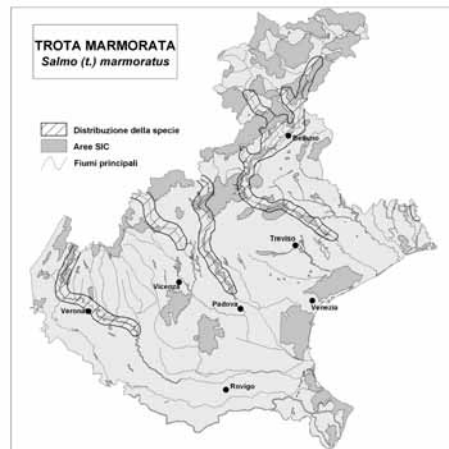 TROTA MARMORATA
Salmo (t.) marmoratus
Distribuzione della specie
Aree SIC
Fiumi principali
Belluno
Treviso
Vicenza
Padova
Venezia
Verona
Rovigo